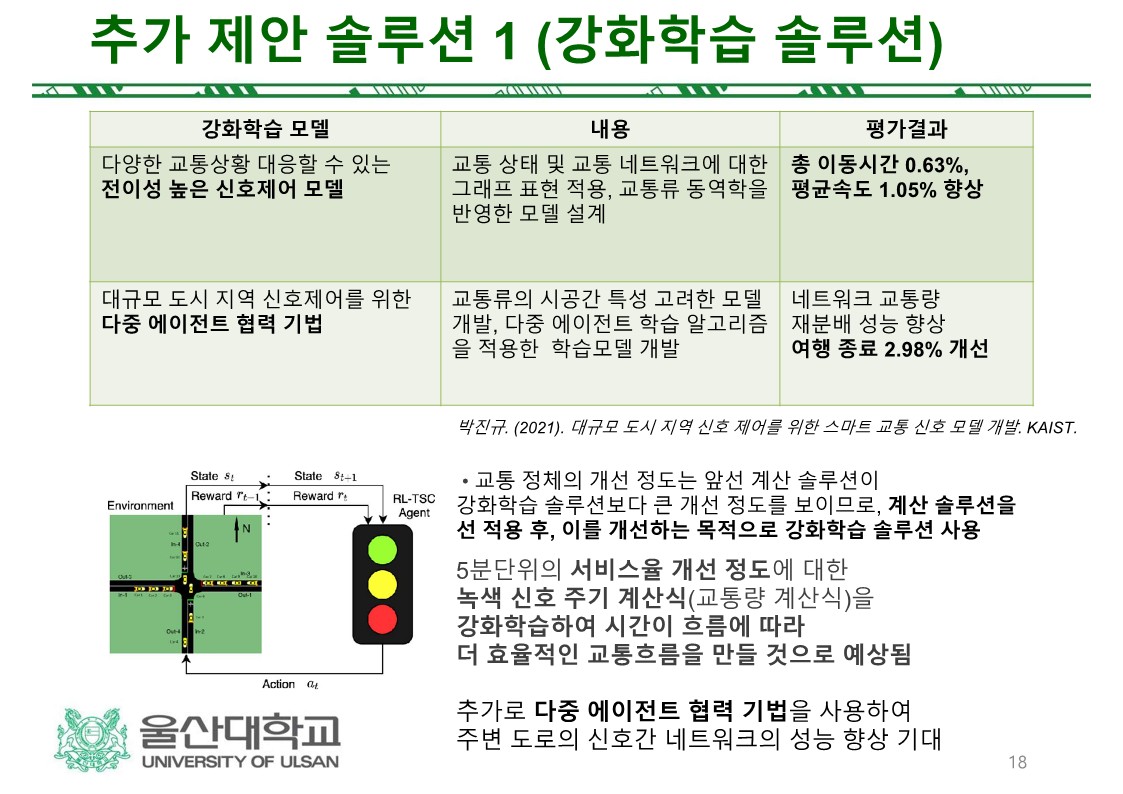 추가 제안 솔루션 1 (강화학습 솔루션)
강화학습 모델
내용
평가결과
다양한 교통상황 대응할 수 있는
전이성 높은 신호제어 모델
교통 상태 및 교통 네트워크에 대한
그래프 표현 적용, 교통류 동역학을
반영한 모델 설계
총 이동시간 0.63%,
평균속도 1.05% 향상
대규모 도시 지역 신호제어를 위한
다중 에이전트 협력 기법
교통류의 시공간 특성 고려한 모델
개발, 다중 에이전트 학습 알고리즘
을 적용한 학습모델 개발
네트워크 교통량
재분배 성능 향상
여행 종료 2.98% 개선
박진규. (2021). 대규모 도시 지역 신호 제어를 위한 스마트 교통 신호 모델 개발. KAIST.
State s_t
State s_{t+1}
Reward r_{t-1}
Reward r_t
RL-TSC
Agent
Environment
N
In-4
Out-2
Out-3
In-3
In-1
Out-1
Out-4
In-2
Action a_t
• 교통 정체의 개선 정도는 앞선 계산 솔루션이
강화학습 솔루션보다 큰 개선 정도를 보이므로, 계산 솔루션을
선 적용 후, 이를 개선하는 목적으로 강화학습 솔루션 사용
5분단위의 서비스율 개선 정도에 대한
녹색 신호 주기 계산식(교통량 계산식)을
강화학습하여 시간이 흐름에 따라
더 효율적인 교통흐름을 만들 것으로 예상됨
추가로 다중 에이전트 협력 기법을 사용하여
주변 도로의 신호간 네트워크의 성능 향상 기대
울산대학교
UNIVERSITY OF ULSAN
18